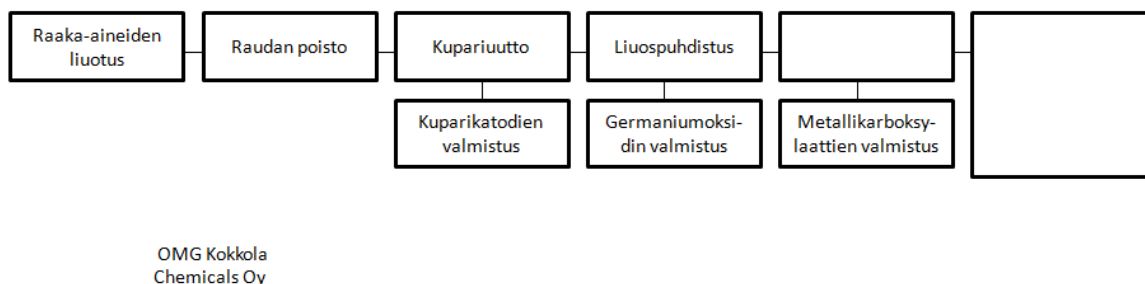 Raaka-aineiden
liuotus
Raudan poisto
Kupariuutto
Liuospuhdistus
Kuparikatodien
valmistus
Germaniumoksi-
din valmistus
Metallikarboksy-
laattien valmistus
OMG Kokkola
Chemicals Oy